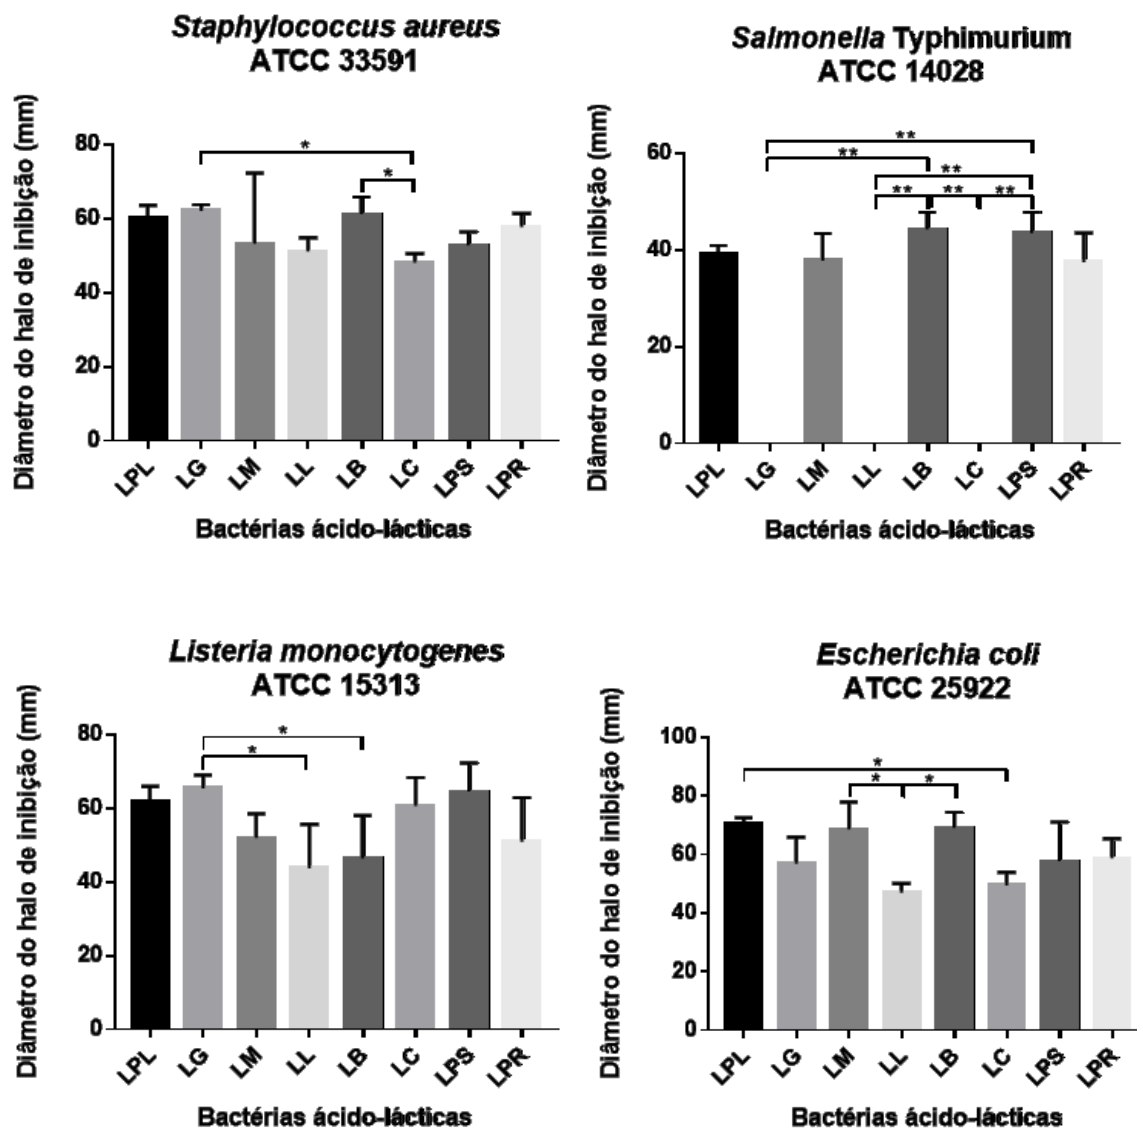 Staphylococcus aureus
ATCC 33591
Diâmetro do halo de inibição (mm)
80
60
40
20
0
*
*
LPL LG LM LL LB LC LPS LPR
Bactérias ácido-lácticas
Salmonella Typhimurium
ATCC 14028
Diâmetro do halo de inibição (mm)
60
40
20
0
**
**
**
** ** **
LPL LG LM LL LB LC LPS LPR
Bactérias ácido-lácticas
Listeria monocytogenes
ATCC 15313
Diâmetro do halo de inibição (mm)
80
60
40
20
0
*
*
LPL LG LM LL LB LC LPS LPR
Bactérias ácido-lácticas
Escherichia coli
ATCC 25922
Diâmetro do halo de inibição (mm)
100
80
60
40
20
0
*
* *
LPL LG LM LL LB LC LPS LPR
Bactérias ácido-lácticas